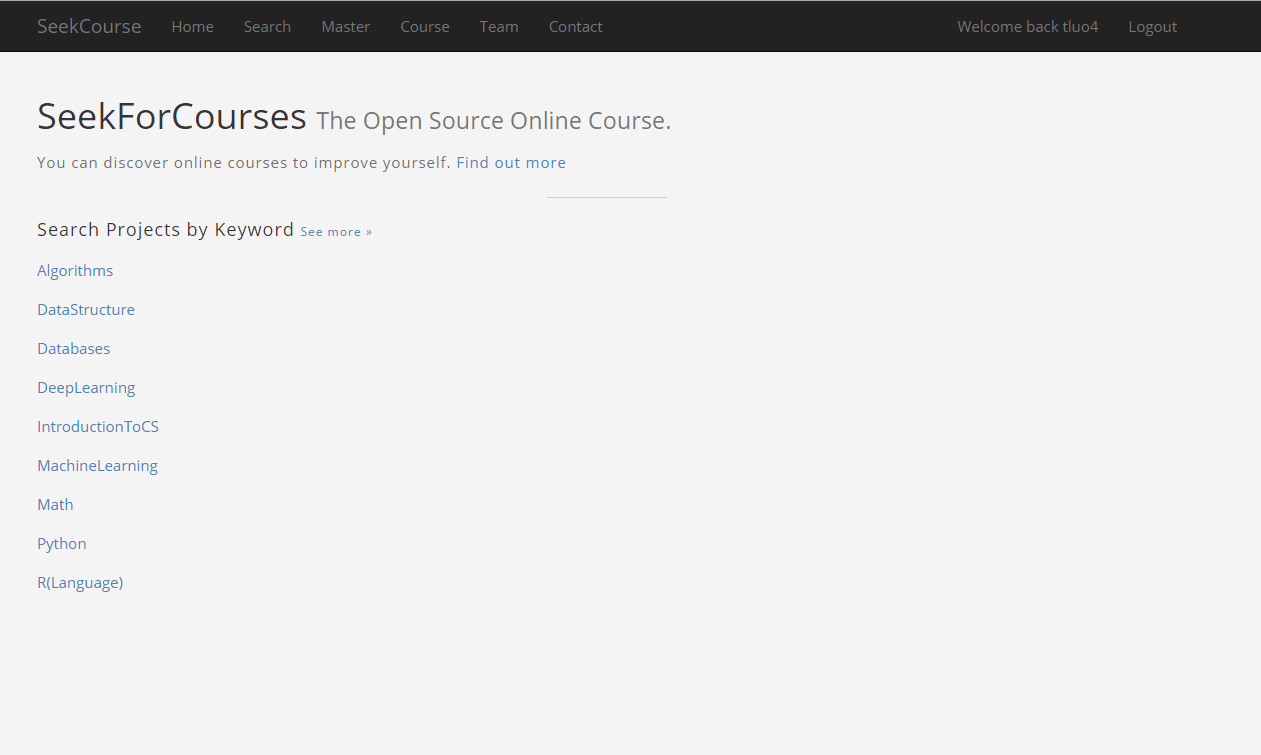 SeekCourse Home Search Master Course Team Contact Welcome back tluo4 Logout
SeekForCourses The Open Source Online Course.
You can discover online courses to improve yourself. Find out more
Search Projects by Keyword See more »
Algorithms
DataStructure
Databases
DeepLearning
IntroductionToCS
MachineLearning
Math
Python
R(Language)